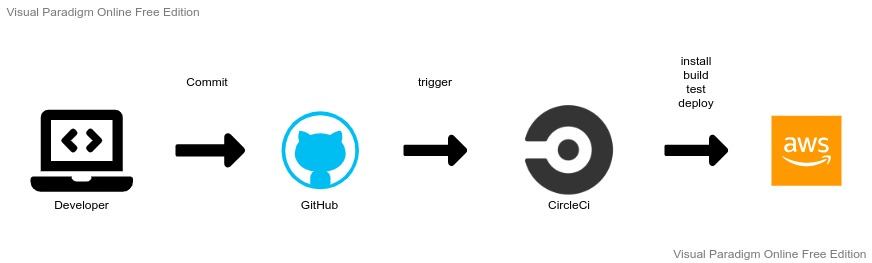 Visual Paradigm Online Free Edition
Commit
trigger
install
build
test
deploy
aws
Developer
GitHub
CircleCi
Visual Paradigm Online Free Edition